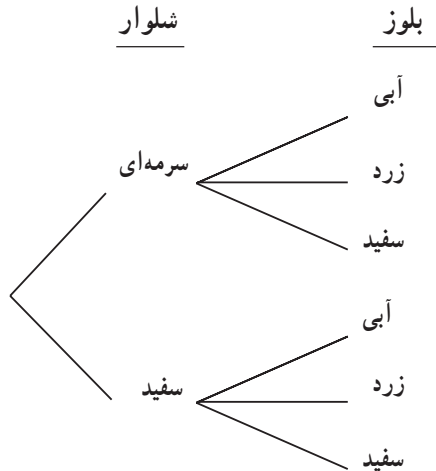 شلوار
بلوز
سرمه‌ای
آبی
زرد
سفید
سفید
آبی
زرد
سفید